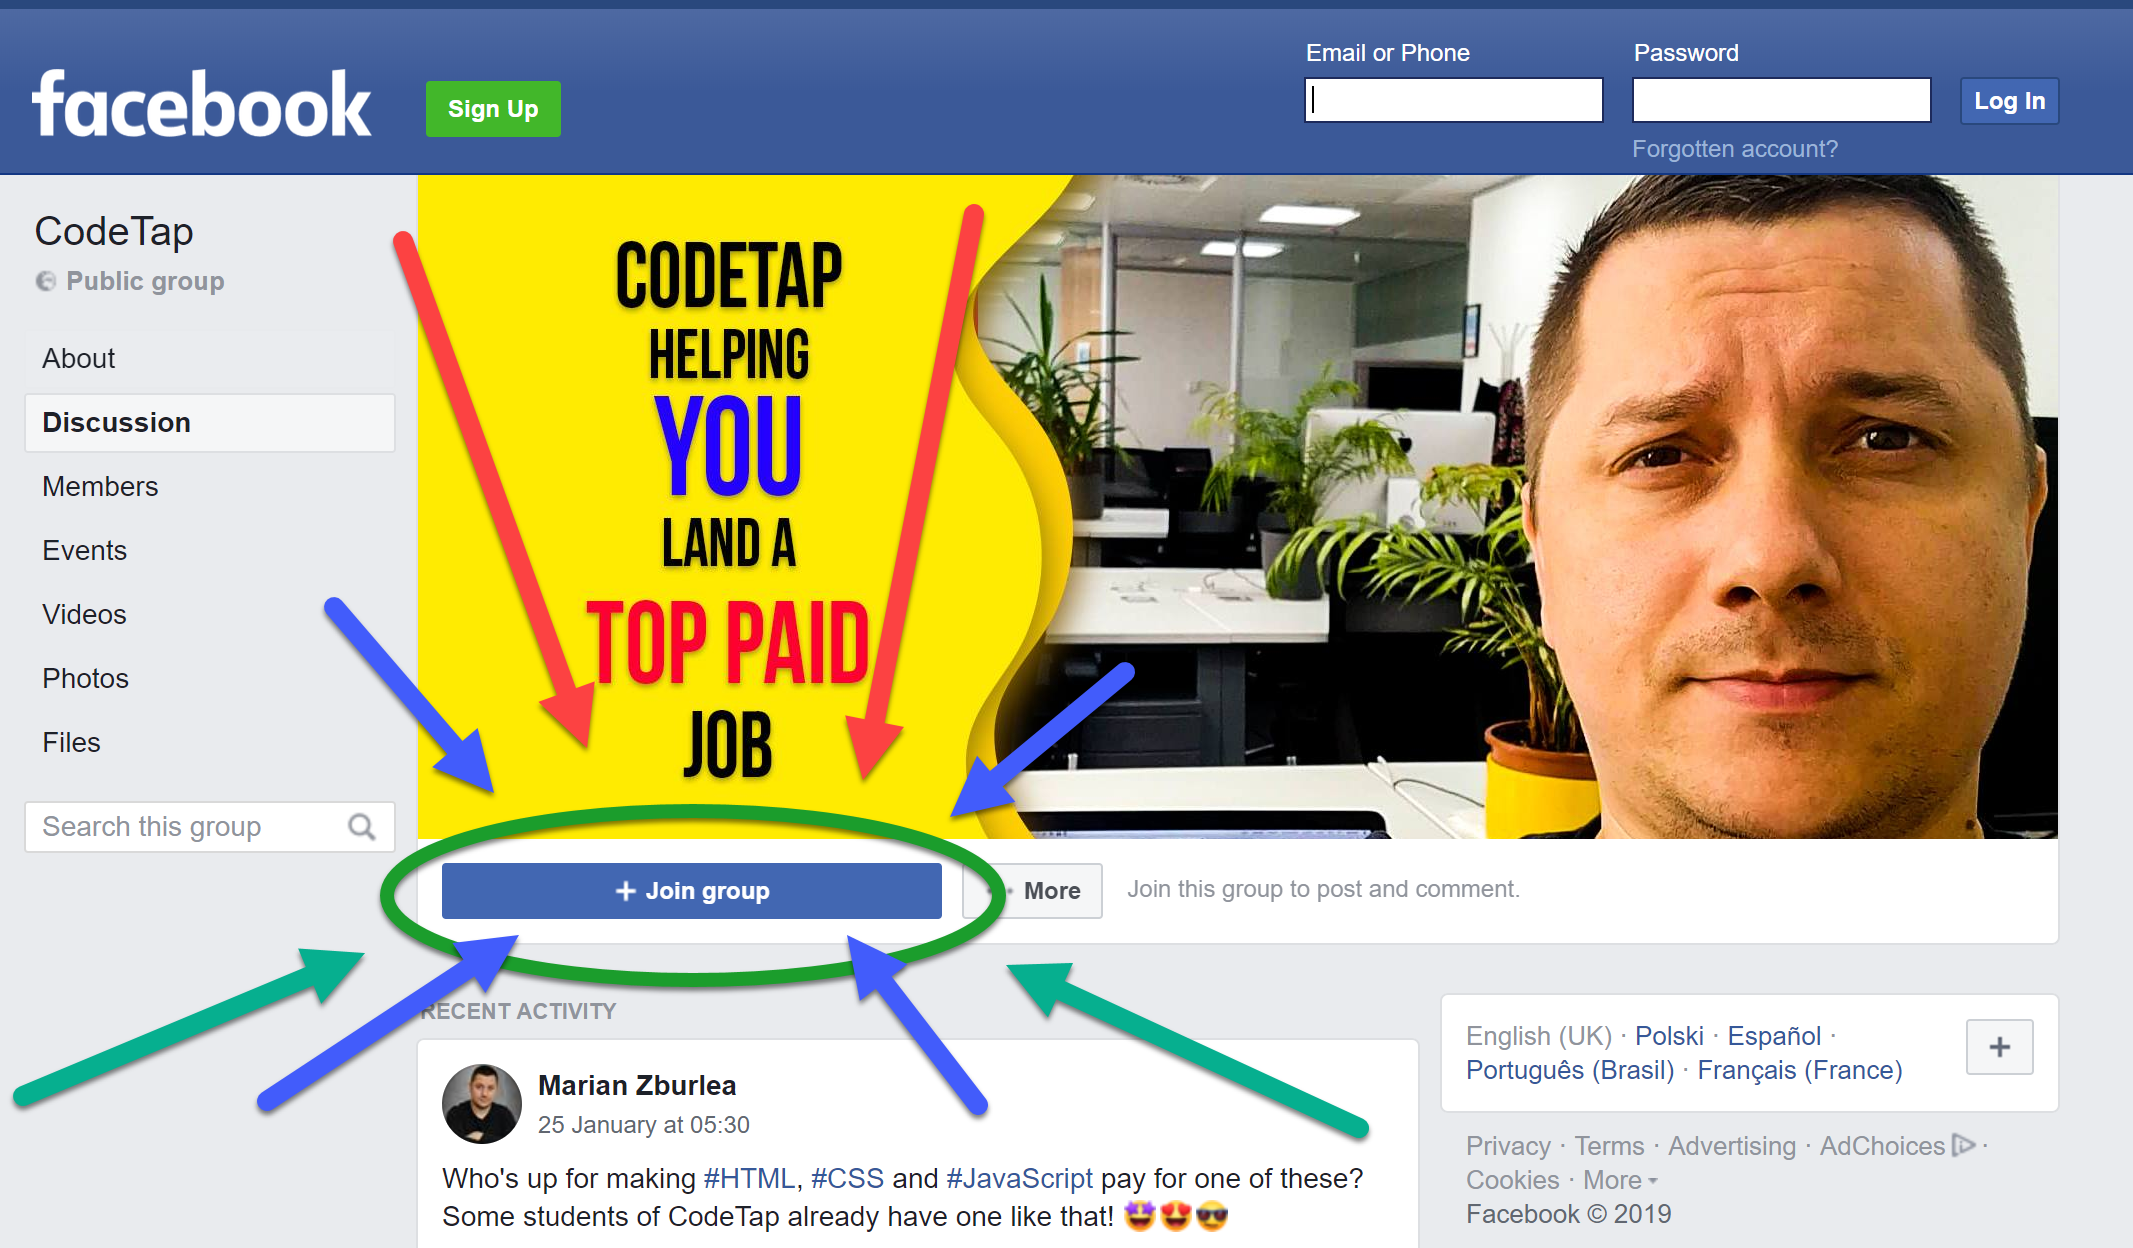 Email or Phone
Password
facebook
Sign Up
Log In
Forgotten account?
CodeTap
Public group
About
Discussion
Members
Events
Videos
Photos
Files
Search this group
CODETAP
HELPING
YOU
LAND A
TOP PAID
JOB
+ Join group
More
Join this group to post and comment.
RECENT ACTIVITY
Marian Zburlea
25 January at 05:30
Who's up for making #HTML, #CSS and #JavaScript pay for one of these?
Some students of CodeTap already have one like that! 🤩😍😎
English (UK) · Polski · Español ·
Português (Brasil) · Français (France)
+
Privacy · Terms · Advertising · AdChoices ·
Cookies · More
Facebook © 2019